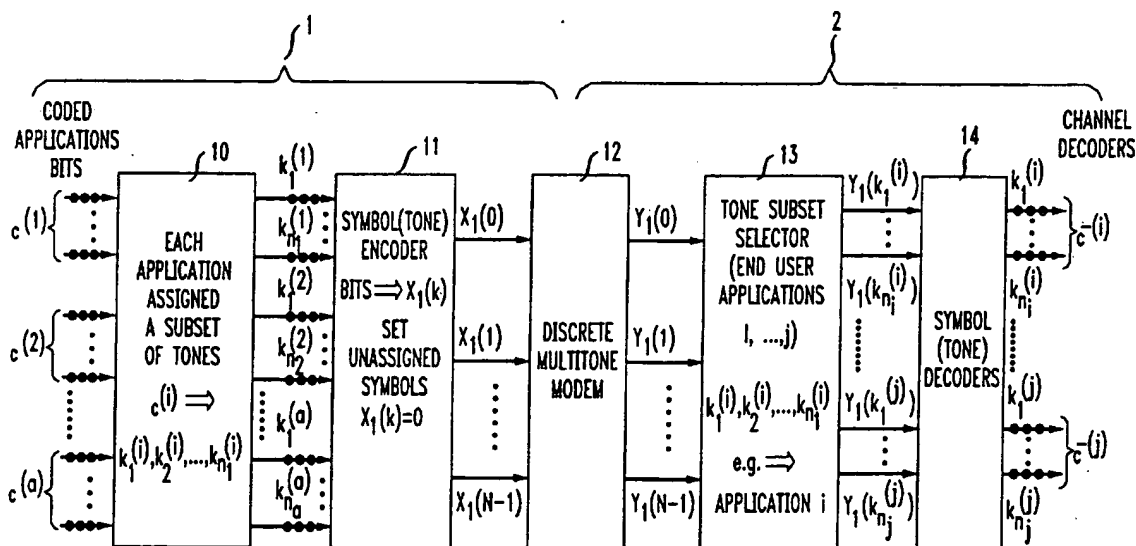 1
2
CODED
APPLICATIONS
BITS
CHANNEL
DECODERS
10
11
12
13
14
c(1)
c(2)
c(a)
EACH
APPLICATION
ASSIGNED
A SUBSET
OF TONES
c(i) ⇒
k1(i),k2(i),...,kn1(i)
k1(1)
kn1(1)
k1(2)
kn2(2)
k1(a)
kna(a)
SYMBOL(TONE)
ENCODER
BITS⇒X1(k)
SET
UNASSIGNED
SYMBOLS
X1(k)=0
X1(0)
X1(1)
X1(N-1)
DISCRETE
MULTITONE
MODEM
Y1(0)
Y1(1)
Y1(N-1)
TONE SUBSET
SELECTOR
(END USER
APPLICATIONS
I, ...,j)
k1(i),k2(i),...,kn1(i)
e.g. ⇒
APPLICATION i
Y1(k1(i))
Y1(kni(i))
Y1(k1(j))
Y1(knj(j))
SYMBOL
(TONE)
DECODERS
k1(i)
kni(i)
k1(j)
knj(j)
c-(i)
c-(j)